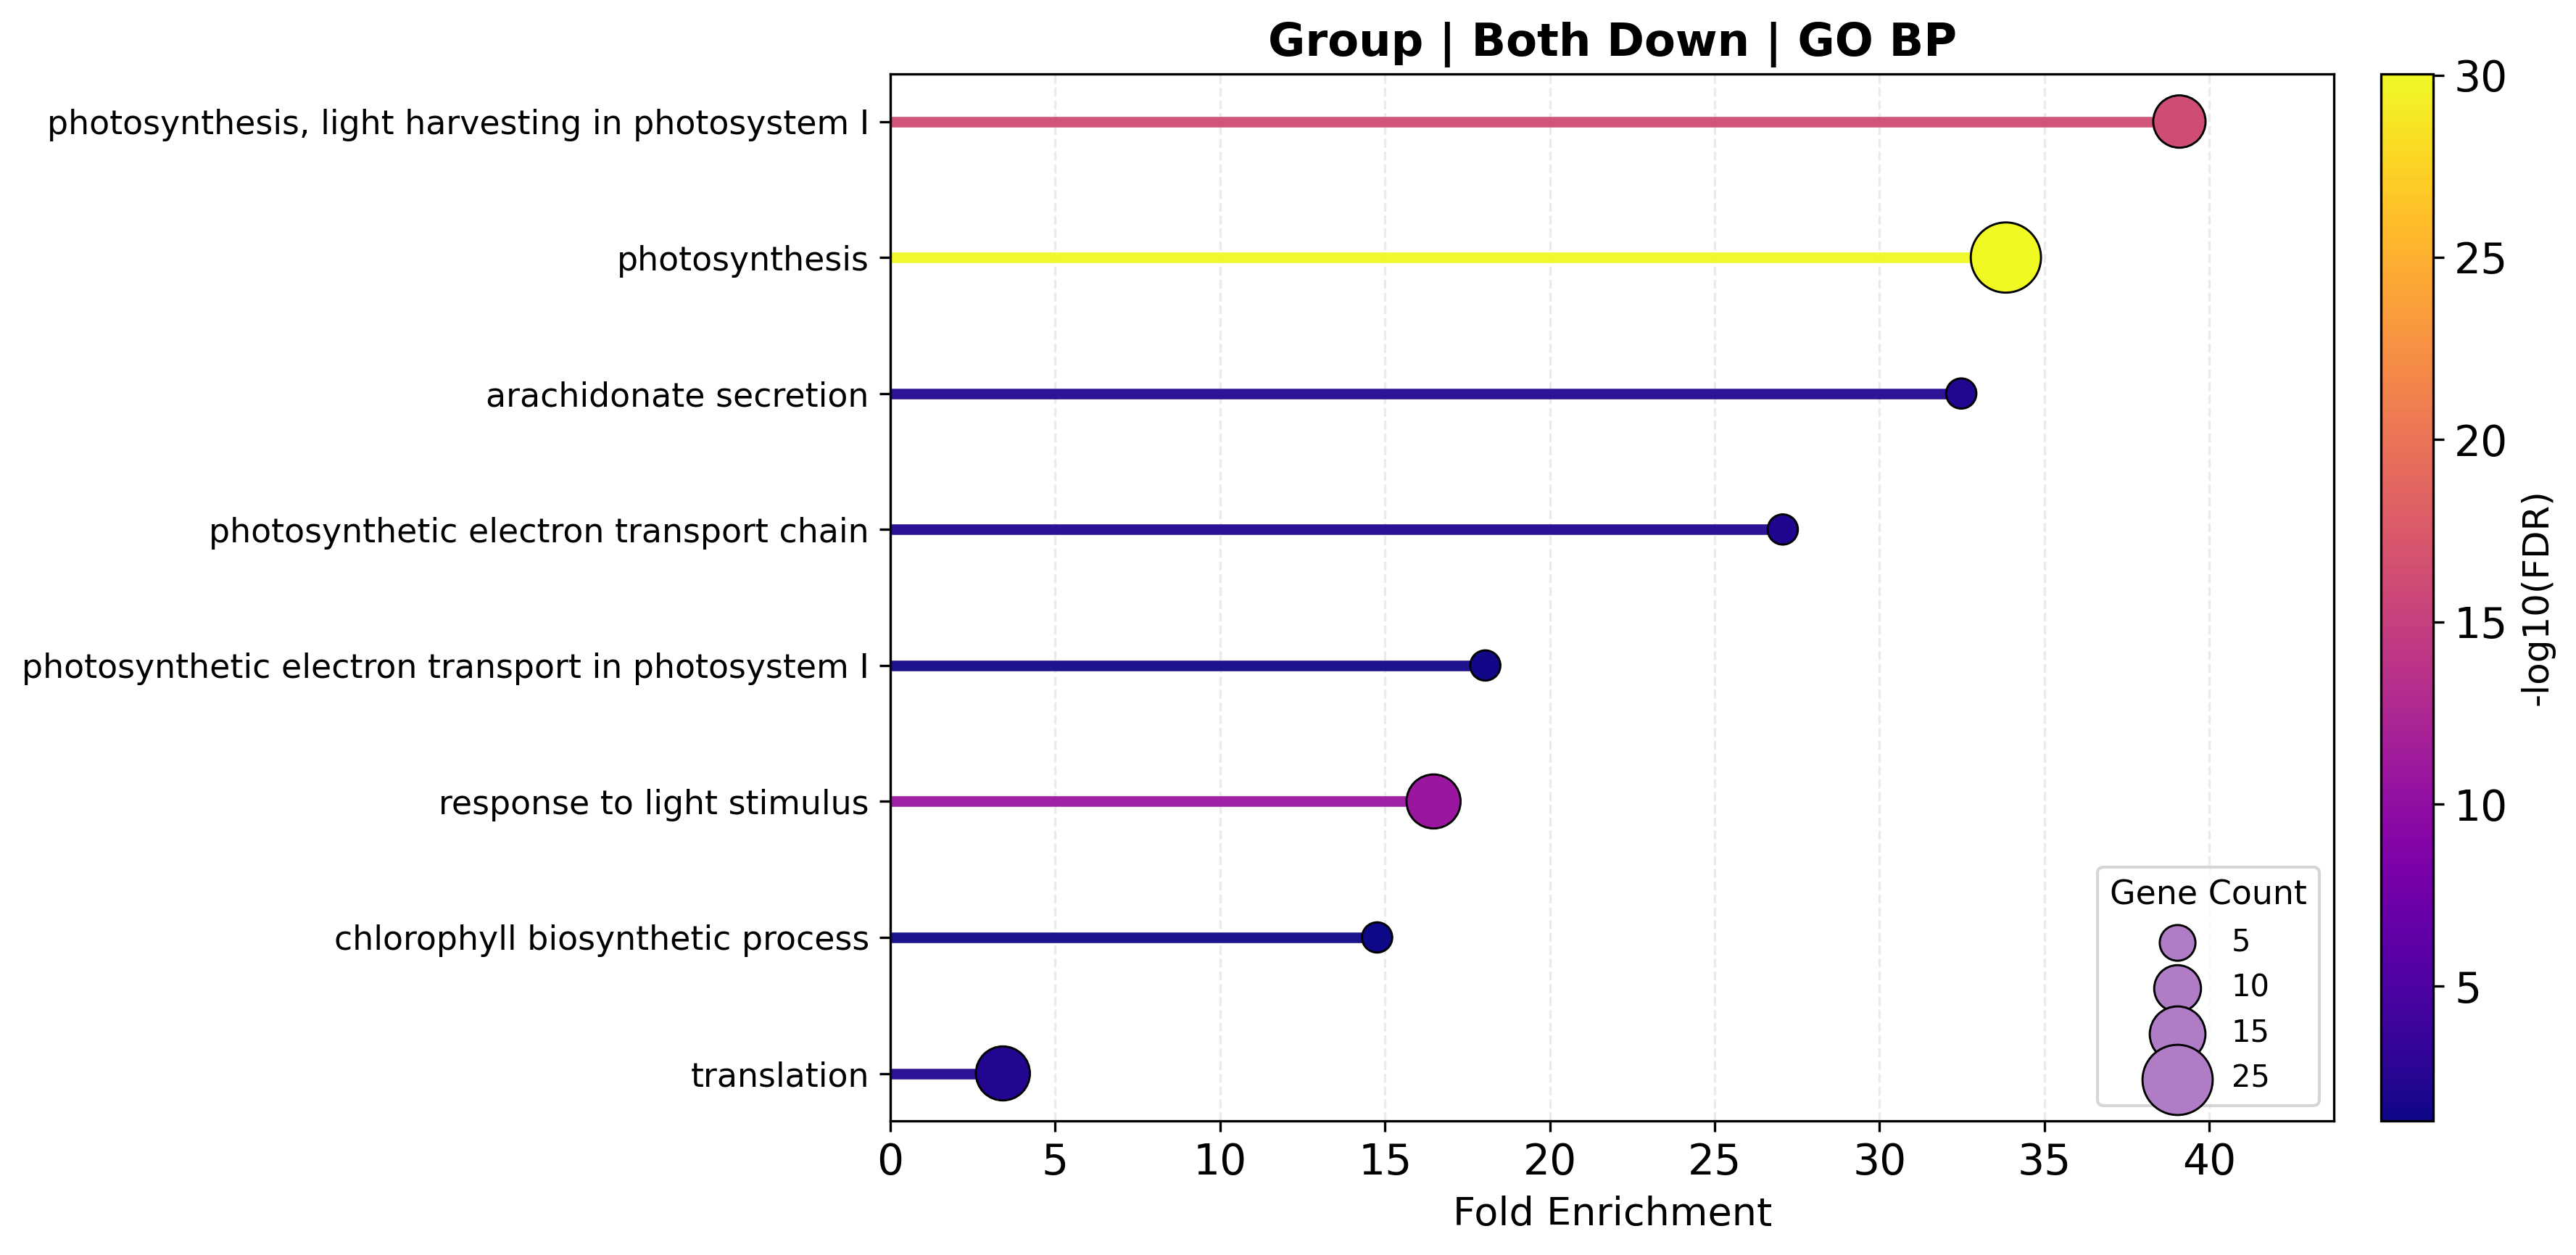 Group | Both Down | GO BP
photosynthesis, light harvesting in photosystem I
photosynthesis
arachidonate secretion
photosynthetic electron transport chain
photosynthetic electron transport in photosystem I
response to light stimulus
chlorophyll biosynthetic process
translation
0 5 10 15 20 25 30 35 40
Fold Enrichment
Gene Count
5
10
15
25
30
25
20
15
10
5
-log10(FDR)